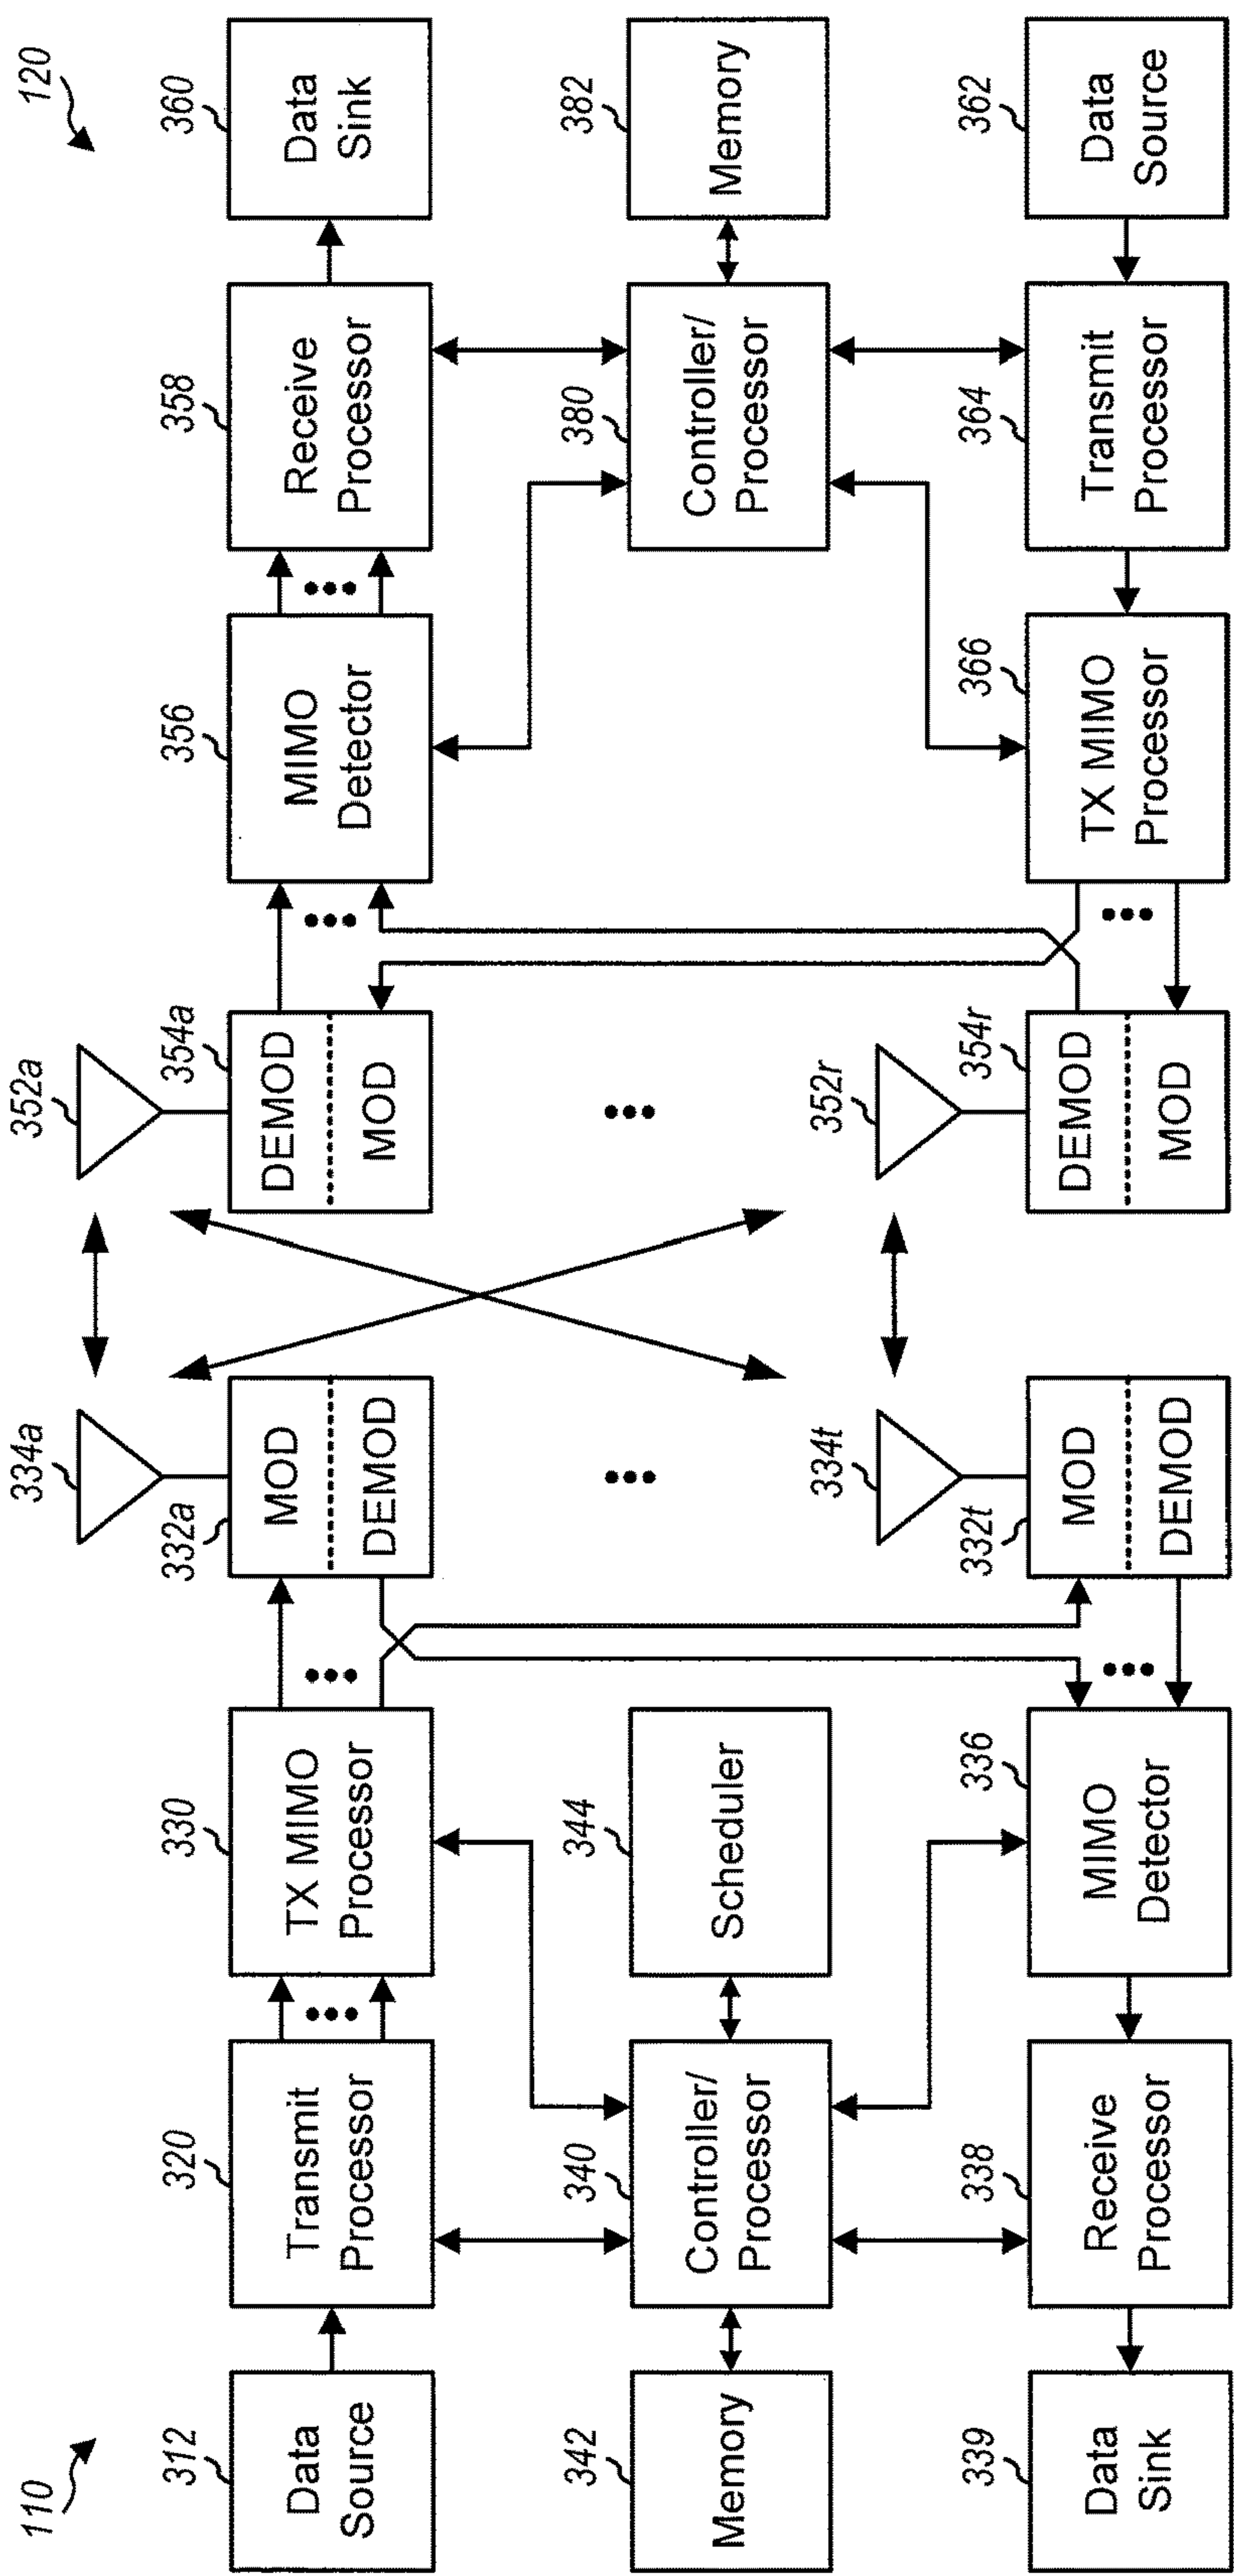 110
120
312
Data
Source
320
Transmit
Processor
330
TX MIMO
Processor
332a
MOD
DEMOD
334a
352a
354a
DEMOD
MOD
356
MIMO
Detector
358
Receive
Processor
360
Data
Sink
342
Memory
340
Controller/
Processor
344
Scheduler
380
Controller/
Processor
382
Memory
339
Data
Sink
338
Receive
Processor
336
MIMO
Detector
332t
MOD
DEMOD
334t
352r
354r
DEMOD
MOD
366
TX MIMO
Processor
364
Transmit
Processor
362
Data
Source